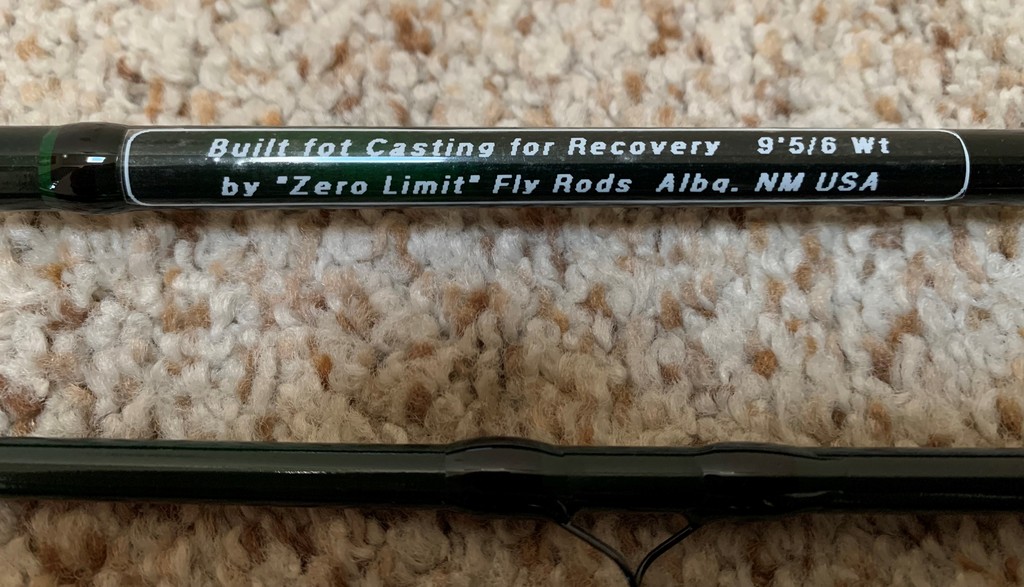 Built fot Casting for Recovery 9'5/6 Wt
by "Zero Limit" Fly Rods Albq. NM USA